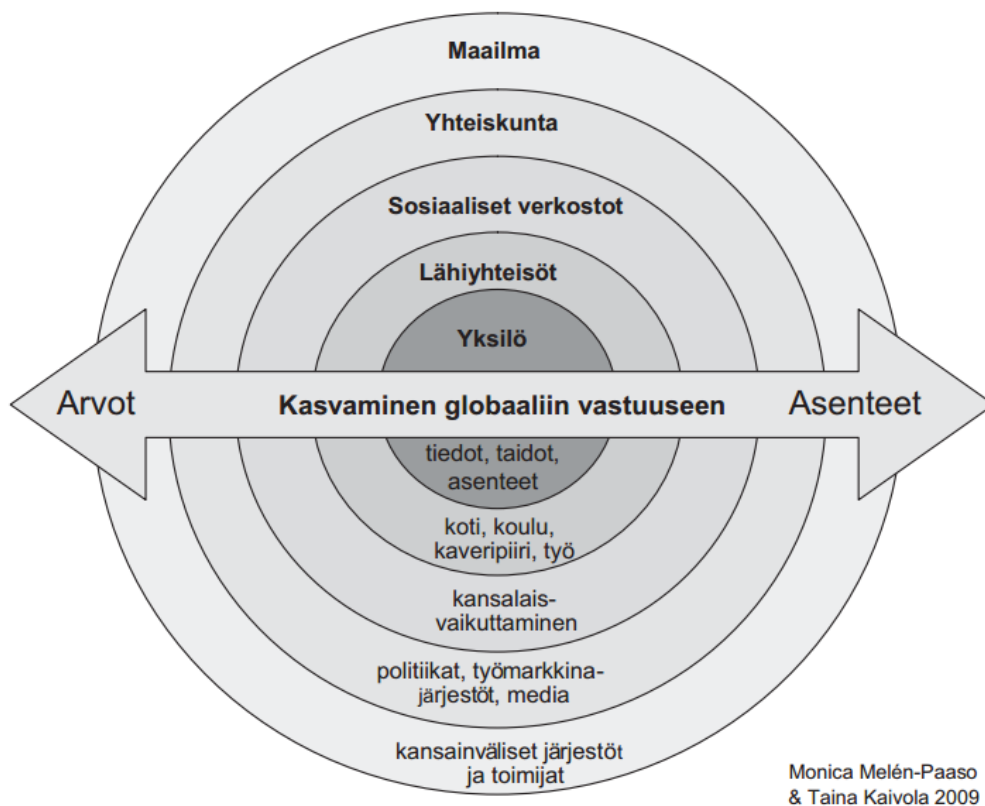 Maailma
Yhteiskunta
Sosiaaliset verkostot
Lähiyhteisöt
Yksilö
Arvot
Kasvaminen globaaliin vastuuseen
Asenteet
tiedot, taidot,
asenteet
koti, koulu,
kaveripiiri, työ
kansalais-
vaikuttaminen
politiikat, työmarkkina-
järjestöt, media
kansainväliset järjestöt
ja toimijat
Monica Melén-Paaso
& Taina Kaivola 2009